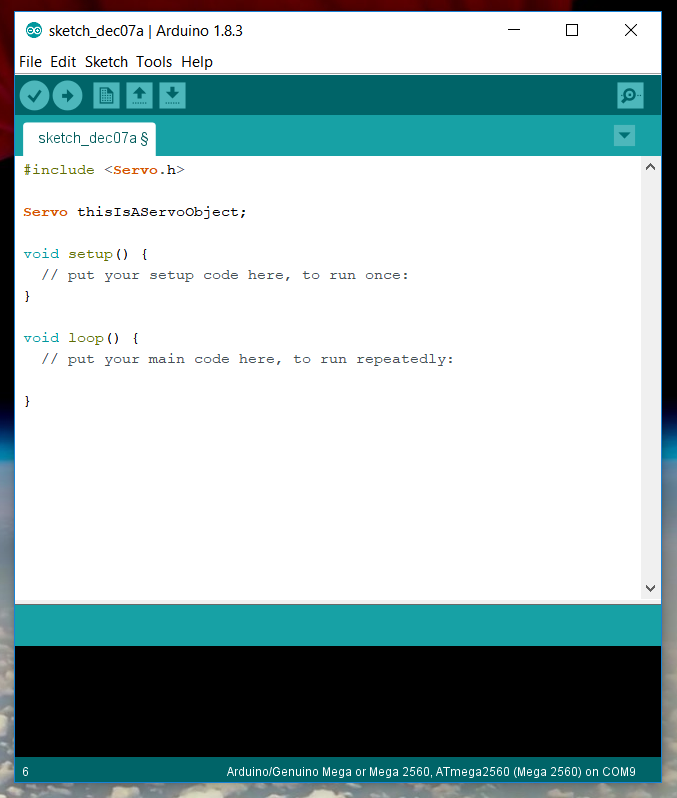 sketch_dec07a | Arduino 1.8.3
File Edit Sketch Tools Help
sketch_dec07a §
#include <Servo.h>
Servo thisIsAServoObject;
void setup() {
  // put your setup code here, to run once:
}
void loop() {
  // put your main code here, to run repeatedly:
}
6 Arduino/Genuino Mega or Mega 2560, ATmega2560 (Mega 2560) on COM9